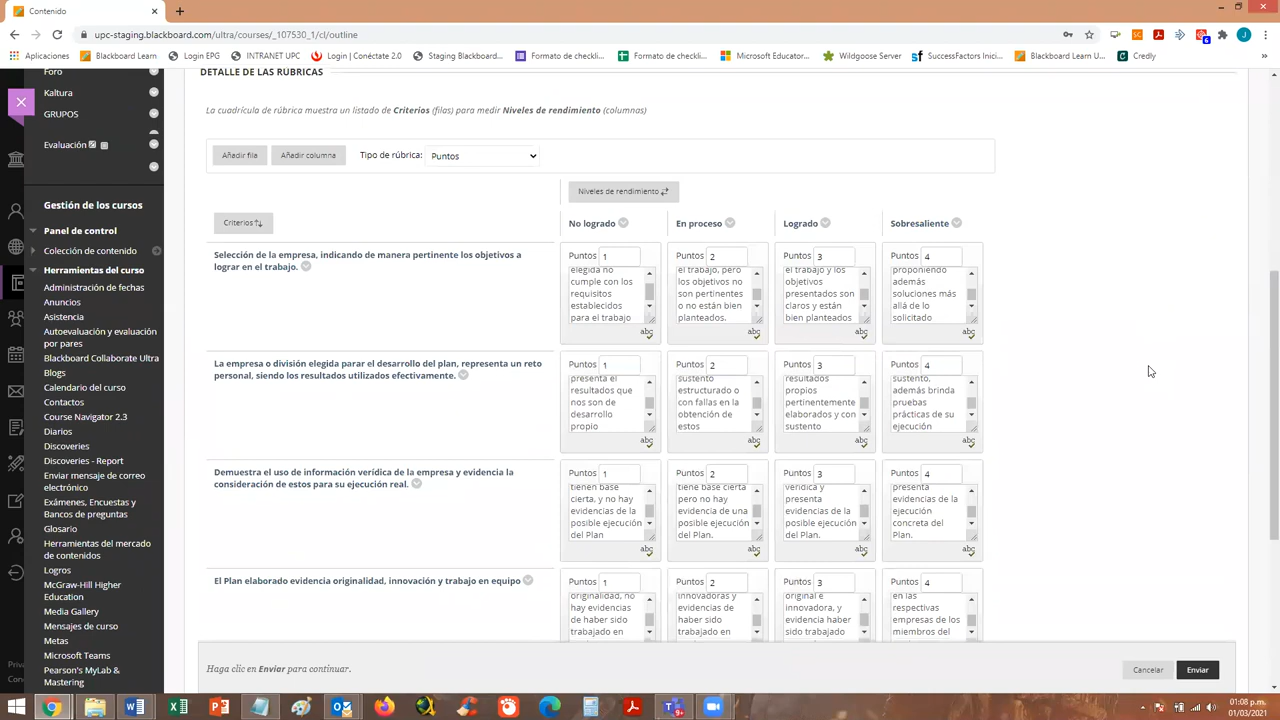 Contenido
upc-staging.blackboard.com/ultra/courses/_107530_1/cl/outline
Aplicaciones
Blackboard Learn
Login EPG
INTRANET UPC
Login | Conéctate 2.0
Staging Blackboard...
Formato de checkli...
Formato de checkli...
Microsoft Educator...
Wildgoose Server
SuccessFactors Inici...
Blackboard Learn U...
Credly
»
Foro
Kaltura
GRUPOS
Evaluación
Gestión de los cursos
Panel de control
Colección de contenido
Herramientas del curso
Administración de fechas
Anuncios
Asistencia
Autoevaluación y evaluación
por pares
Blackboard Collaborate Ultra
Blogs
Calendario del curso
Contactos
Course Navigator 2.3
Diarios
Discoveries
Discoveries - Report
Enviar mensaje de correo
electrónico
Exámenes, Encuestas y
Bancos de preguntas
Glosario
Herramientas del mercado
de contenidos
Logros
McGraw-Hill Higher
Education
Media Gallery
Mensajes de curso
Metas
Microsoft Teams
Pearson's MyLab &
Mastering
DETALLE DE LAS RÚBRICAS
La cuadrícula de rúbrica muestra un listado de Criterios (filas) para medir Niveles de rendimiento (columnas)
Añadir fila
Añadir columna
Tipo de rúbrica:
Puntos
Niveles de rendimiento
Criterios
No logrado
En proceso
Logrado
Sobresaliente
Selección de la empresa, indicando de manera pertinente los objetivos a
lograr en el trabajo.
Puntos 1
elegida no
cumple con los
requisitos
establecidos
para el trabajo
abc
Puntos 2
el trabajo, pero
los objetivos no
son pertinentes
o no están bien
planteados.
abc
Puntos 3
el trabajo y los
objetivos
presentados son
claros y están
bien planteados
abc
Puntos 4
proponiendo
además
soluciones más
allá de lo
solicitado
abc
La empresa o división elegida parar el desarrollo del plan, representa un reto
personal, siendo los resultados utilizados efectivamente.
Puntos 1
presenta el
resultados que
nos son de
desarrollo
propio
abc
Puntos 2
sustento
estructurado o
con fallas en la
obtención de
estos
abc
Puntos 3
resultados
propios
pertinentemente
elaborados y con
sustento
abc
Puntos 4
sustento,
además brinda
pruebas
prácticas de su
ejecución
abc
Demuestra el uso de información verídica de la empresa y evidencia la
consideración de estos para su ejecución real.
Puntos 1
tienen base
cierta, y no hay
evidencias de la
posible ejecución
del Plan
abc
Puntos 2
tiene base cierta
pero no hay
evidencia de una
posible ejecución
del Plan.
abc
Puntos 3
verídica y
presenta
evidencias de la
posible ejecución
del Plan.
abc
Puntos 4
presenta
evidencias de la
ejecución
concreta del
Plan.
abc
El Plan elaborado evidencia originalidad, innovación y trabajo en equipo
Puntos 1
originalidad, no
hay evidencias
de haber sido
trabajado en
Puntos 2
innovadoras y
evidencias de
haber sido
trabajado en
Puntos 3
original e
innovadora, y
evidencia haber
sido trabajado
Puntos 4
en las
respectivas
empresas de los
miembros del
Haga clic en Enviar para continuar.
Cancelar
Enviar
01:08 p.m.
01/03/2021